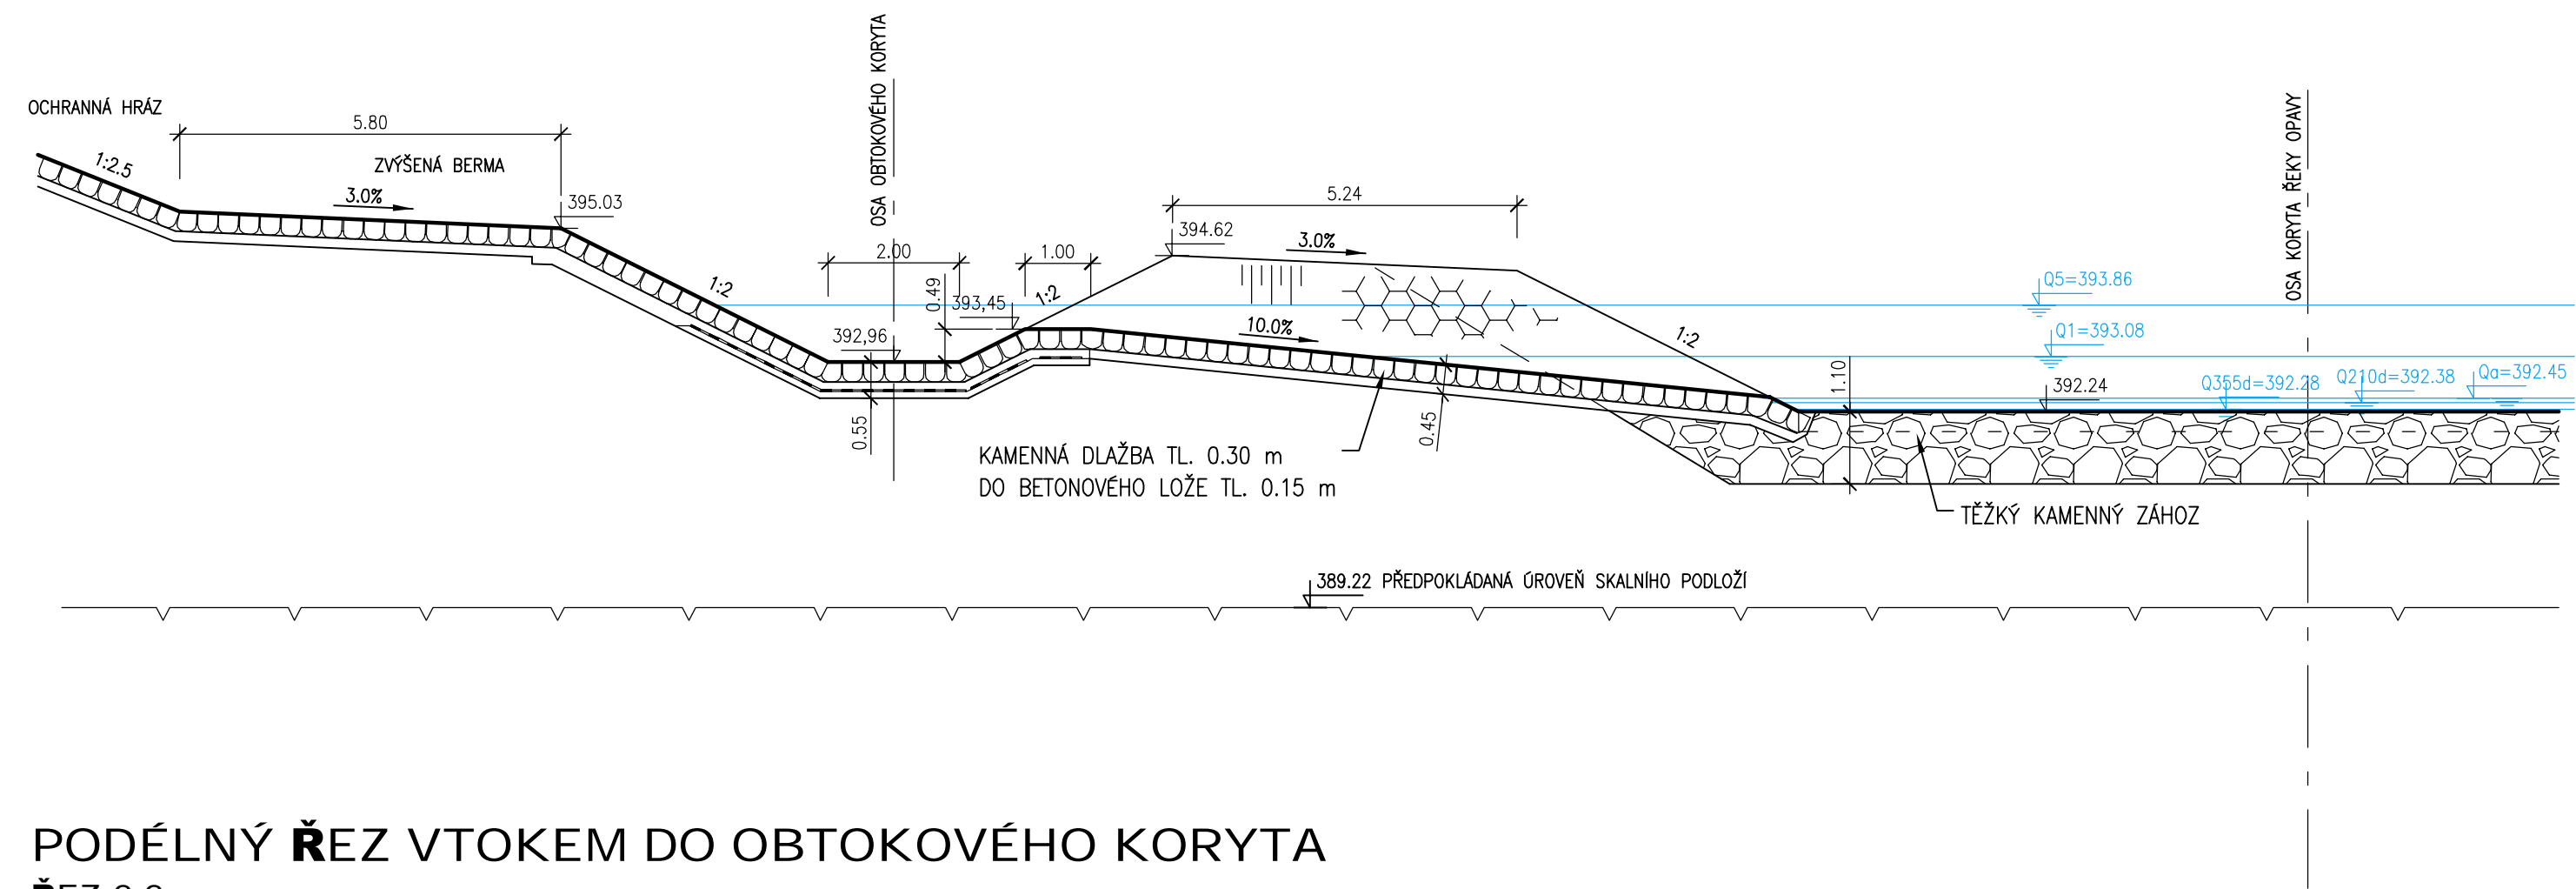 OSA OBTOKOVÉHO KORYTA
OSA KORYTA ŘEKY OPAVY
OCHRANNÁ HRÁZ
5.80
1:2.5
ZVÝŠENÁ BERMA
3.0%
395.03
5.24
394.62
3.0%
2.00
1.00
1:2
0.49
393,45
1:2
Q5=393.86
392,96
10.0%
1:2
Q1=393.08
1.10
392.24
Q355d=392.28
Q210d=392.38
Qa=392.45
0.55
0.45
KAMENNÁ DLAŽBA TL. 0.30 m
DO BETONOVÉHO LOŽE TL. 0.15 m
TĚŽKÝ KAMENNÝ ZÁHOZ
389.22 PŘEDPOKLÁDANÁ ÚROVEŇ SKALNÍHO PODLOŽÍ
PODÉLNÝ ŘEZ VTOKEM DO OBTOKOVÉHO KORYTA
ŘEZ